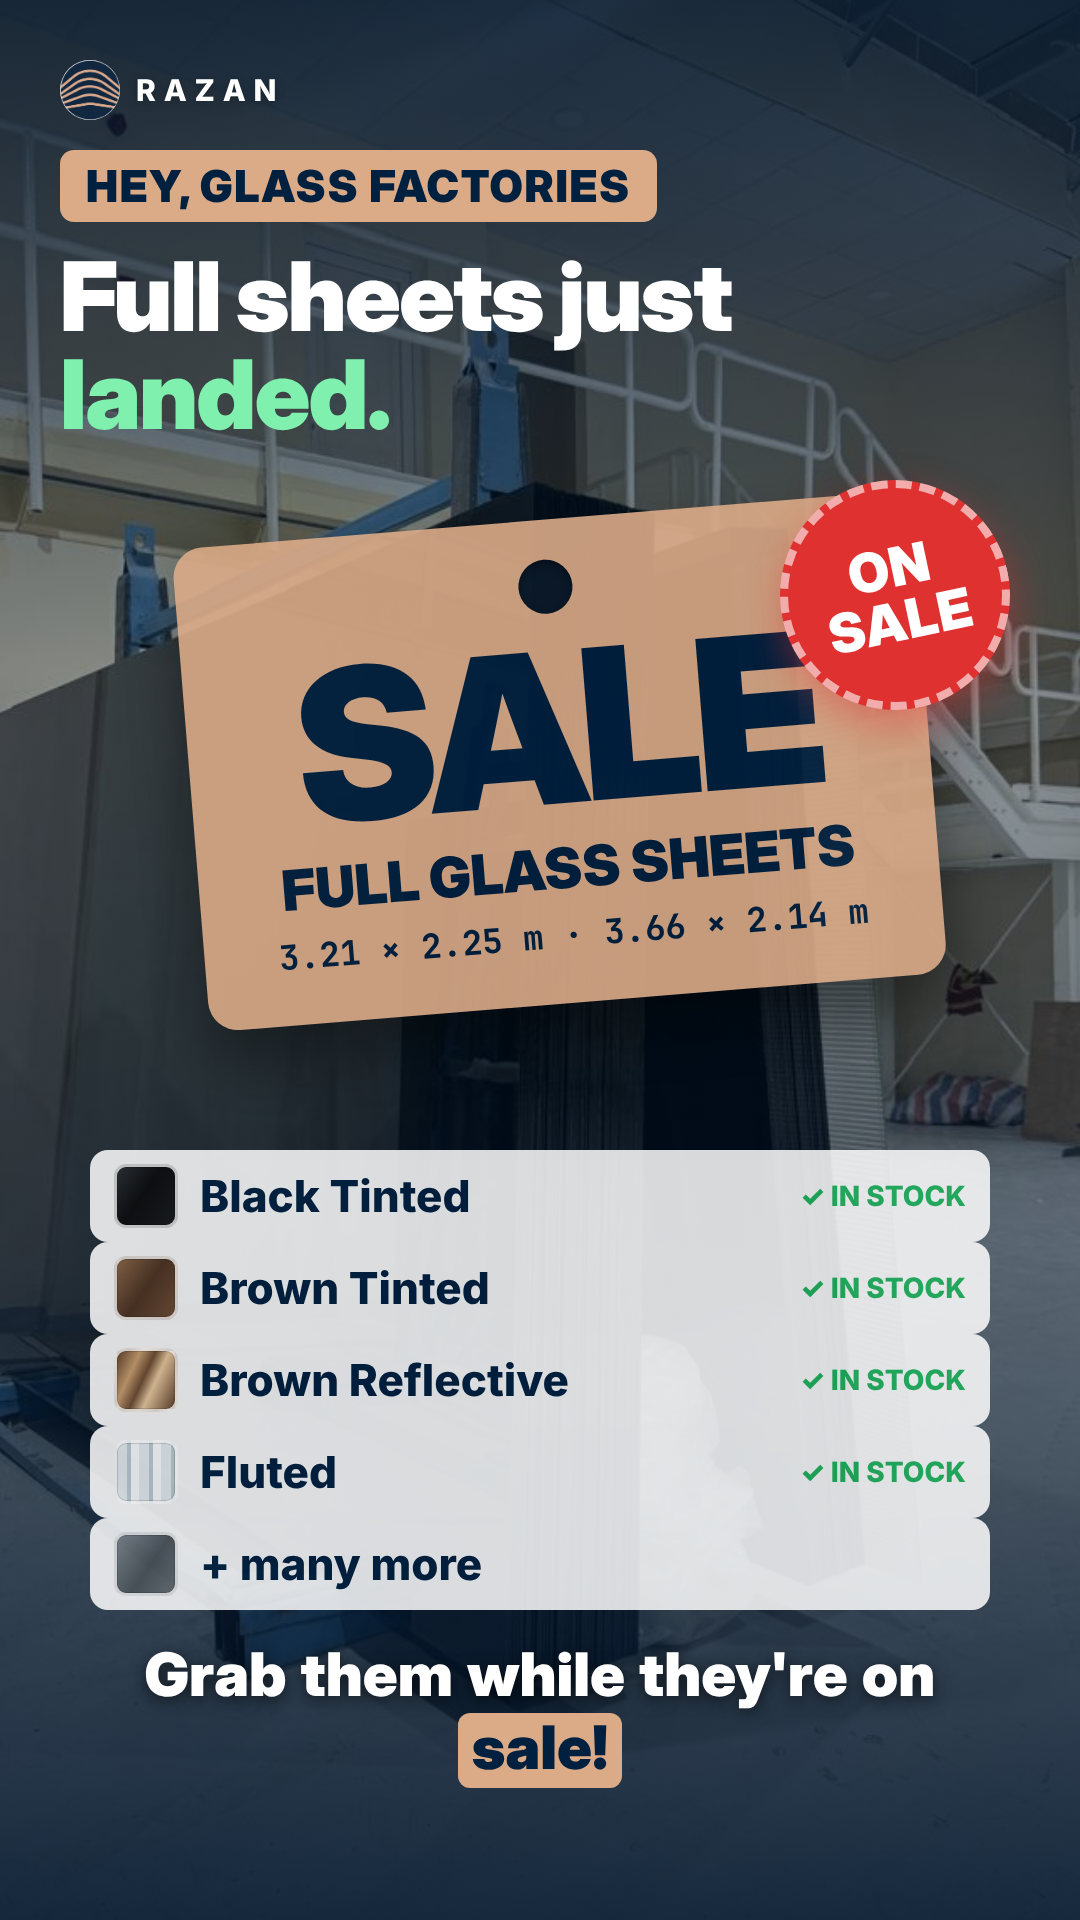 RAZAN
HEY, GLASS FACTORIES
Full sheets just
landed.
ON
SALE
SALE
FULL GLASS SHEETS
3.21 × 2.25 m · 3.66 × 2.14 m
Black Tinted ✓ IN STOCK
Brown Tinted ✓ IN STOCK
Brown Reflective ✓ IN STOCK
Fluted ✓ IN STOCK
+ many more
Grab them while they're on
sale!